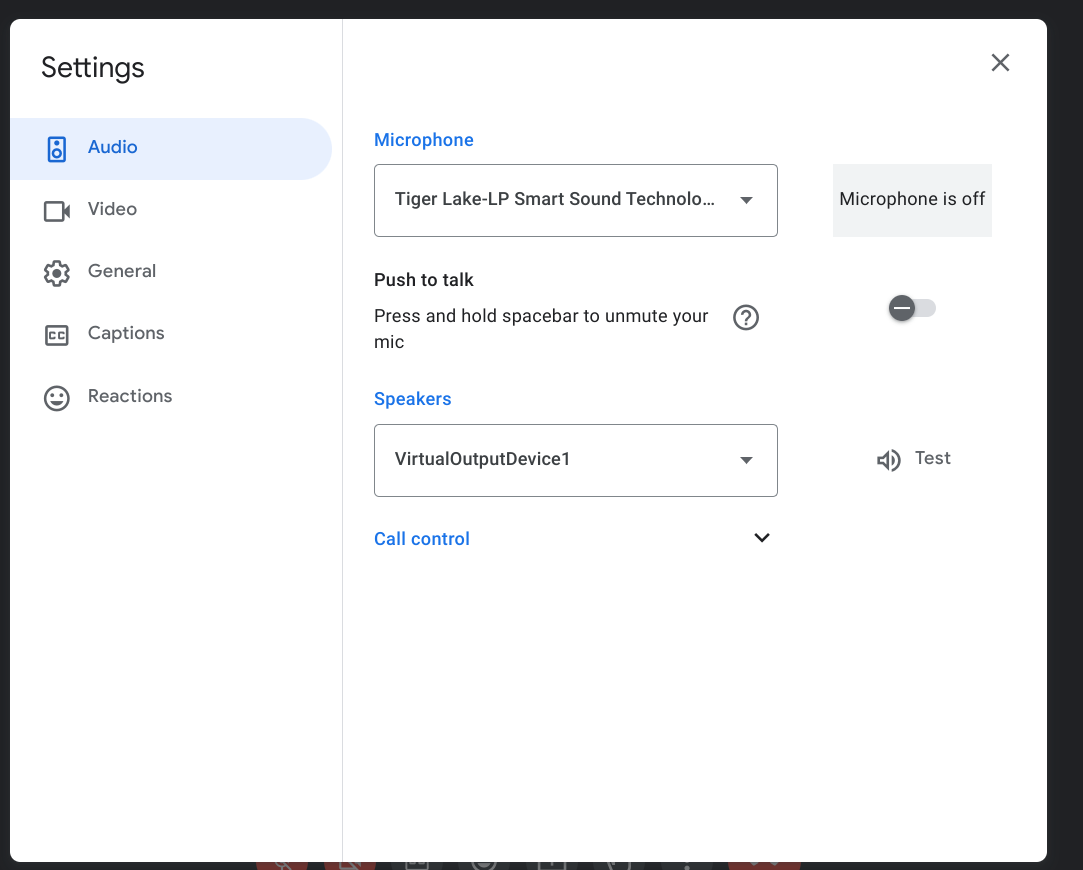 Settings
Audio
Video
General
Captions
Reactions
Microphone
Tiger Lake-LP Smart Sound Technolo...
Microphone is off
Push to talk
Press and hold spacebar to unmute your
mic
Speakers
VirtualOutputDevice1
Test
Call control